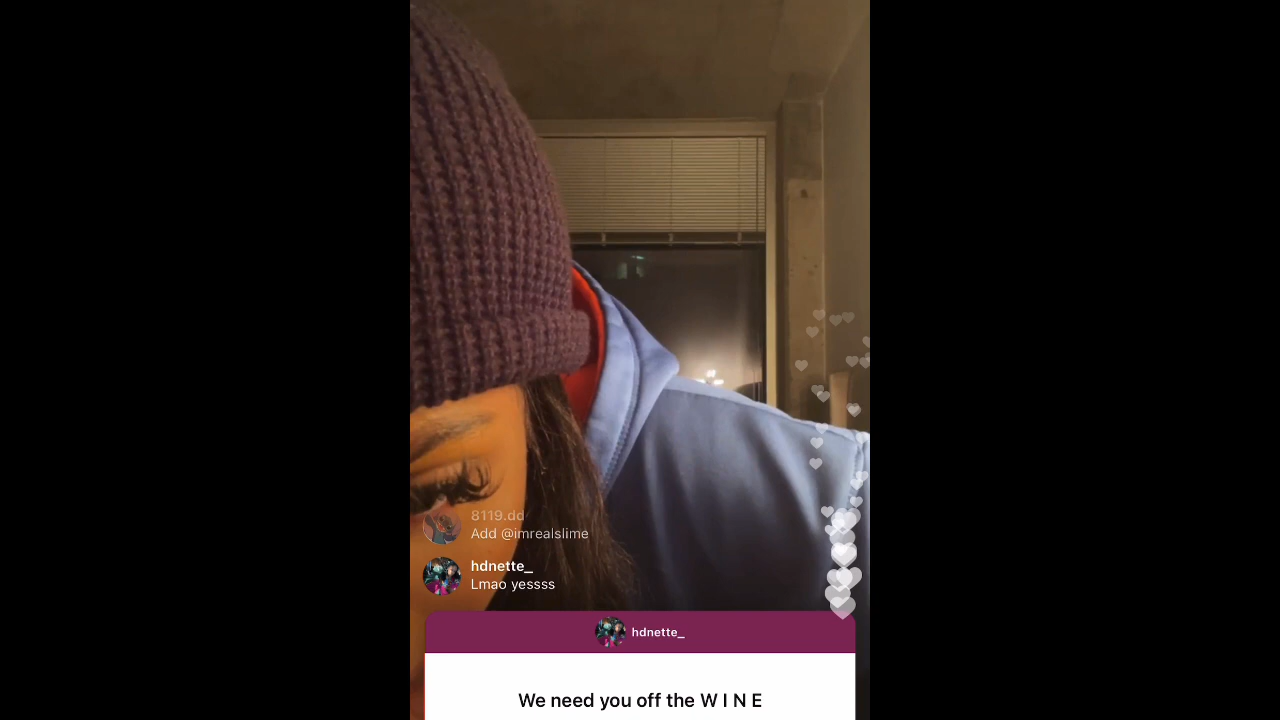 8119.dd
Add @imrealslime
hdnette_
Lmao yessss
hdnette_
We need you off the W I N E